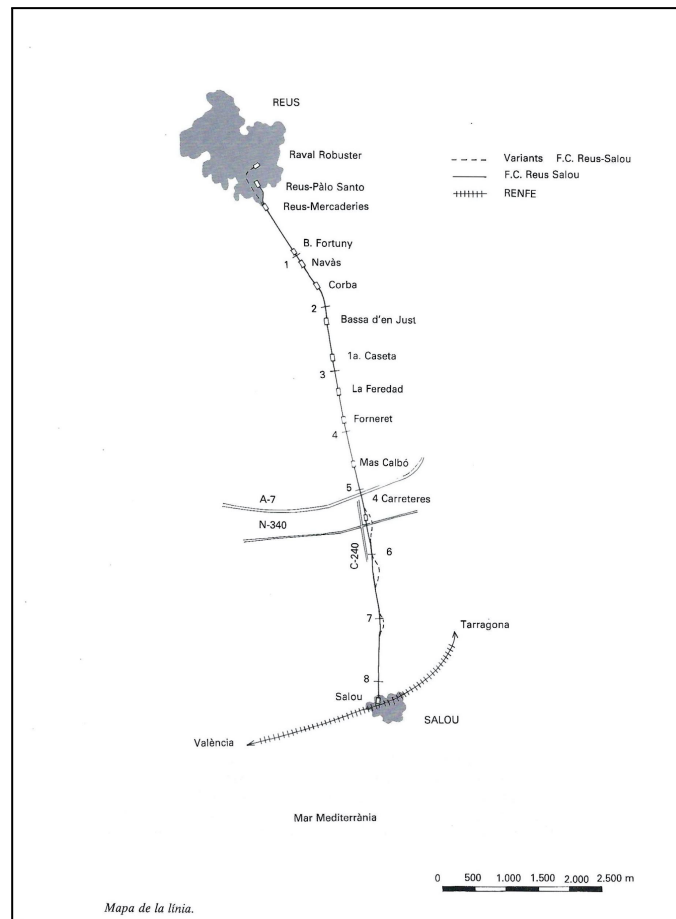 REUS
Raval Robuster
Reus-Pàlo Santo
Reus-Mercaderies
Variants F.C. Reus-Salou
F.C. Reus Salou
RENFE
B. Fortuny
1
Navàs
Corba
2
Bassa d'en Just
1a. Caseta
3
La Feredad
Forneret
4
Mas Calbó
5
A-7
4 Carreteres
N-340
C-240
6
7
Tarragona
8
Salou
SALOU
València
Mar Mediterrània
0 500 1.000 1.500 2.000 2.500 m
Mapa de la línia.